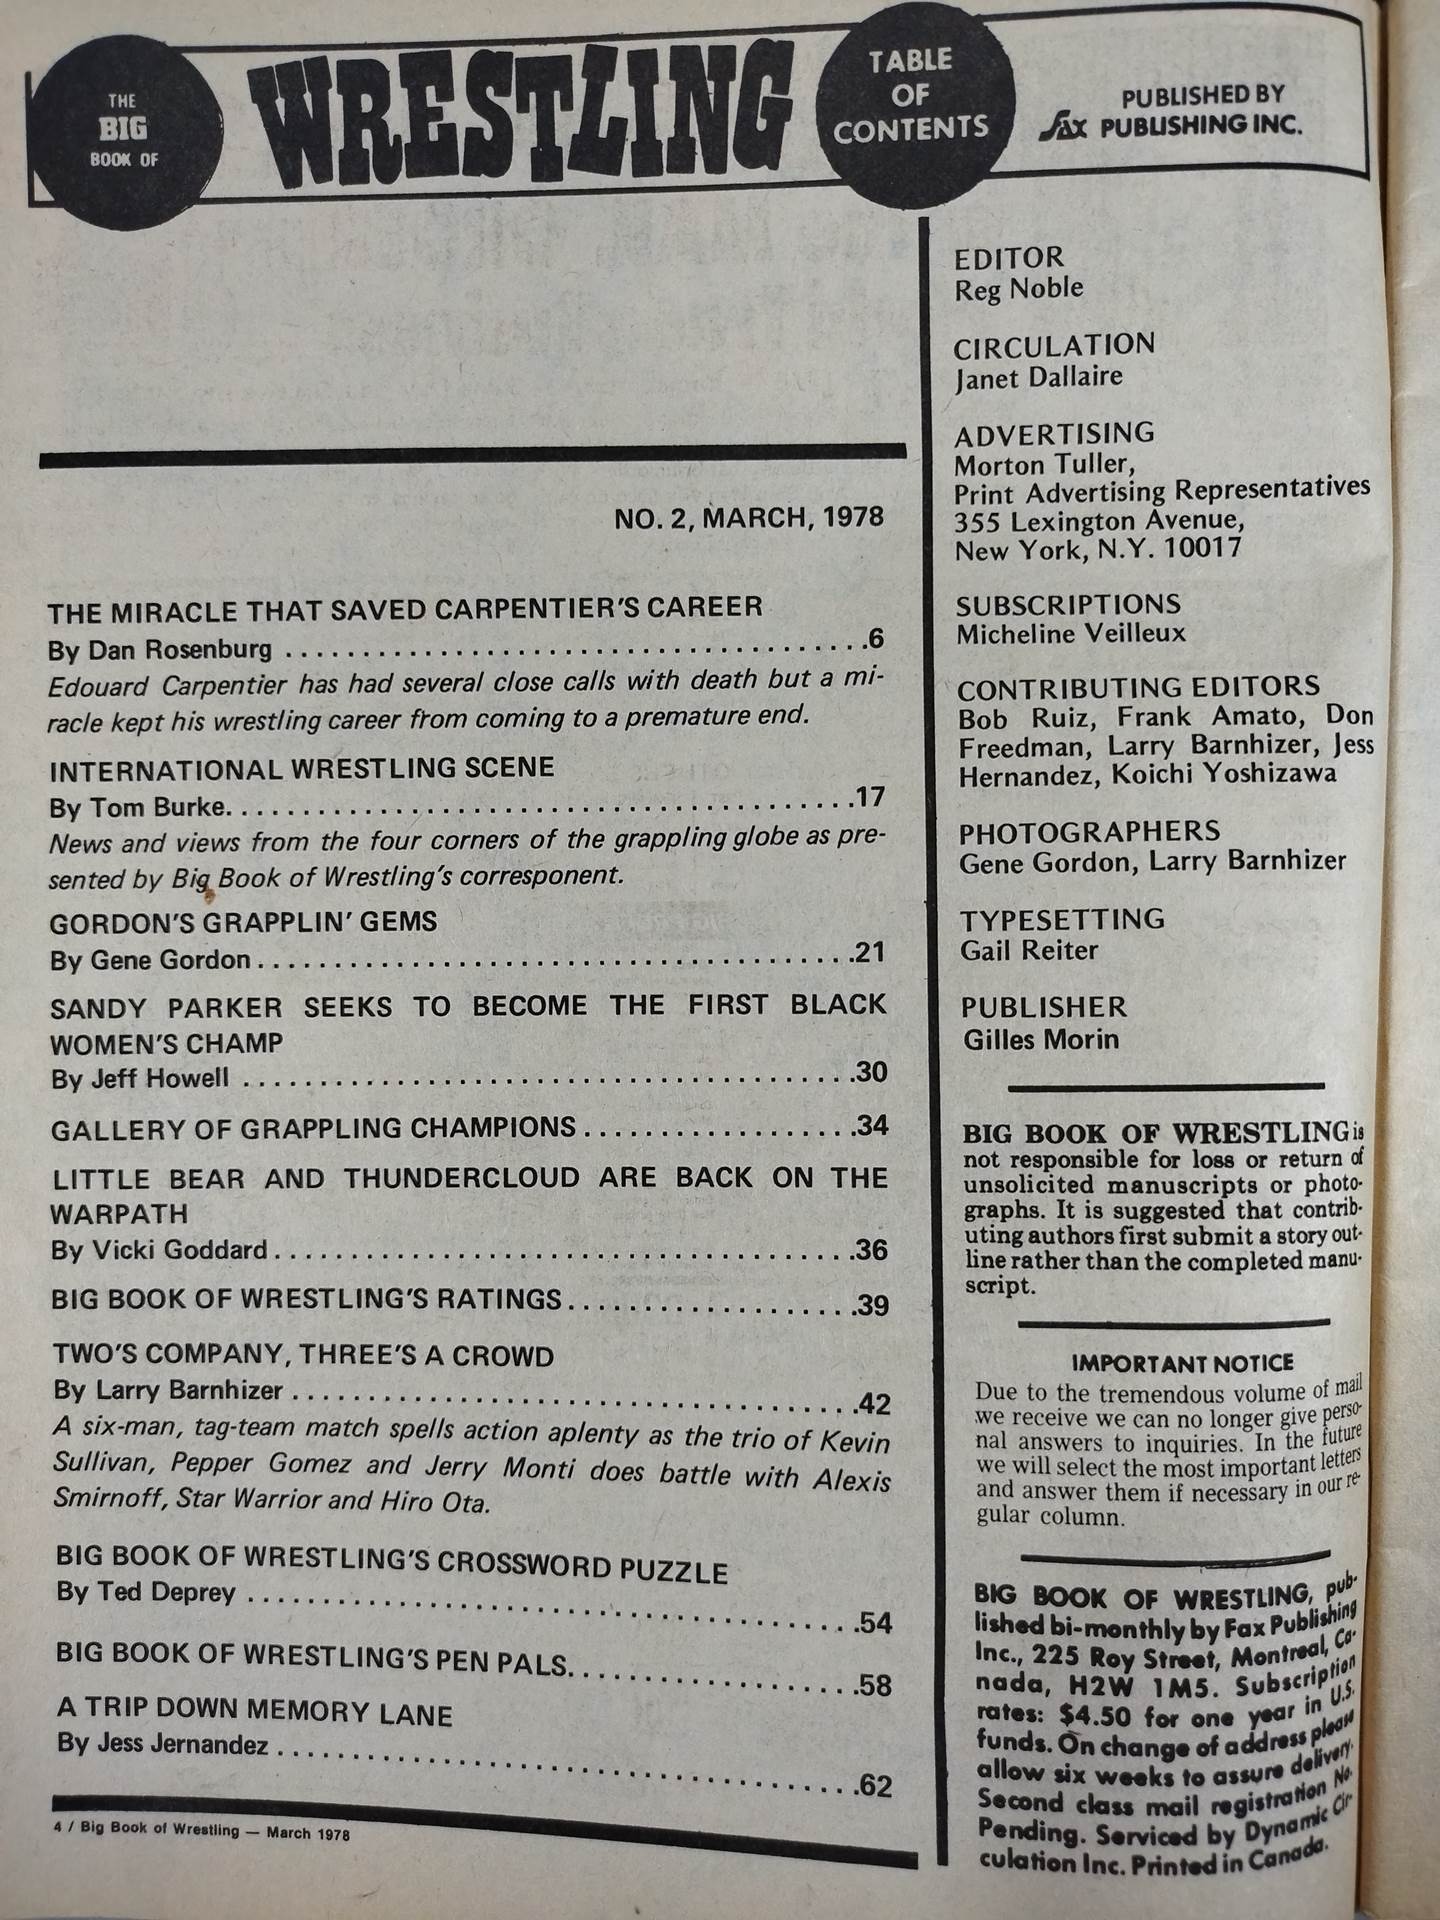 THE
BIG
BOOK OF
WRESTLING
TABLE
OF
CONTENTS
PUBLISHED BY
Fax PUBLISHING INC.
NO. 2, MARCH, 1978
THE MIRACLE THAT SAVED CARPENTIER'S CAREER
By Dan Rosenburg . . . . . . . . . . . . . . . . . . . . . . . . . . . . . . . . . . . . . .6
Edouard Carpentier has had several close calls with death but a mi-
racle kept his wrestling career from coming to a premature end.
INTERNATIONAL WRESTLING SCENE
By Tom Burke. . . . . . . . . . . . . . . . . . . . . . . . . . . . . . . . . . . . . . . . .17
News and views from the four corners of the grappling globe as pre-
sented by Big Book of Wrestling's corresponent.
GORDON'S GRAPPLIN' GEMS
By Gene Gordon . . . . . . . . . . . . . . . . . . . . . . . . . . . . . . . . . . . . . . .21
SANDY PARKER SEEKS TO BECOME THE FIRST BLACK
WOMEN'S CHAMP
By Jeff Howell . . . . . . . . . . . . . . . . . . . . . . . . . . . . . . . . . . . . . . . .30
GALLERY OF GRAPPLING CHAMPIONS . . . . . . . . . . . . . . . . . .34
LITTLE BEAR AND THUNDERCLOUD ARE BACK ON THE
WARPATH
By Vicki Goddard . . . . . . . . . . . . . . . . . . . . . . . . . . . . . . . . . . . . . .36
BIG BOOK OF WRESTLING'S RATINGS . . . . . . . . . . . . . . . . . . .39
TWO'S COMPANY, THREE'S A CROWD
By Larry Barnhizer . . . . . . . . . . . . . . . . . . . . . . . . . . . . . . . . . . . . .42
A six-man, tag-team match spells action aplenty as the trio of Kevin
Sullivan, Pepper Gomez and Jerry Monti does battle with Alexis
Smirnoff, Star Warrior and Hiro Ota.
BIG BOOK OF WRESTLING'S CROSSWORD PUZZLE
By Ted Deprey . . . . . . . . . . . . . . . . . . . . . . . . . . . . . . . . . . . . . . . .54
BIG BOOK OF WRESTLING'S PEN PALS. . . . . . . . . . . . . . . . . . .58
A TRIP DOWN MEMORY LANE
By Jess Jernandez . . . . . . . . . . . . . . . . . . . . . . . . . . . . . . . . . . . . . .62
4 / Big Book of Wrestling — March 1978
EDITOR
Reg Noble
CIRCULATION
Janet Dallaire
ADVERTISING
Morton Tuller,
Print Advertising Representatives
355 Lexington Avenue,
New York, N.Y. 10017
SUBSCRIPTIONS
Micheline Veilleux
CONTRIBUTING EDITORS
Bob Ruiz, Frank Amato, Don
Freedman, Larry Barnhizer, Jess
Hernandez, Koichi Yoshizawa
PHOTOGRAPHERS
Gene Gordon, Larry Barnhizer
TYPESETTING
Gail Reiter
PUBLISHER
Gilles Morin
BIG BOOK OF WRESTLING is
not responsible for loss or return of
unsolicited manuscripts or photo-
graphs. It is suggested that contrib-
uting authors first submit a story out-
line rather than the completed manu-
script.
IMPORTANT NOTICE
Due to the tremendous volume of mail
we receive we can no longer give perso-
nal answers to inquiries. In the future
we will select the most important letters
and answer them if necessary in our re-
gular column.
BIG BOOK OF WRESTLING, pub-
lished bi-monthly by Fax Publishing
Inc., 225 Roy Street, Montreal, Ca-
nada, H2W 1M5. Subscription
rates: $4.50 for one year in U.S.
funds. On change of address please
allow six weeks to assure delivery.
Second class mail registration No.
Pending. Serviced by Dynamic Cir-
culation Inc. Printed in Canada.